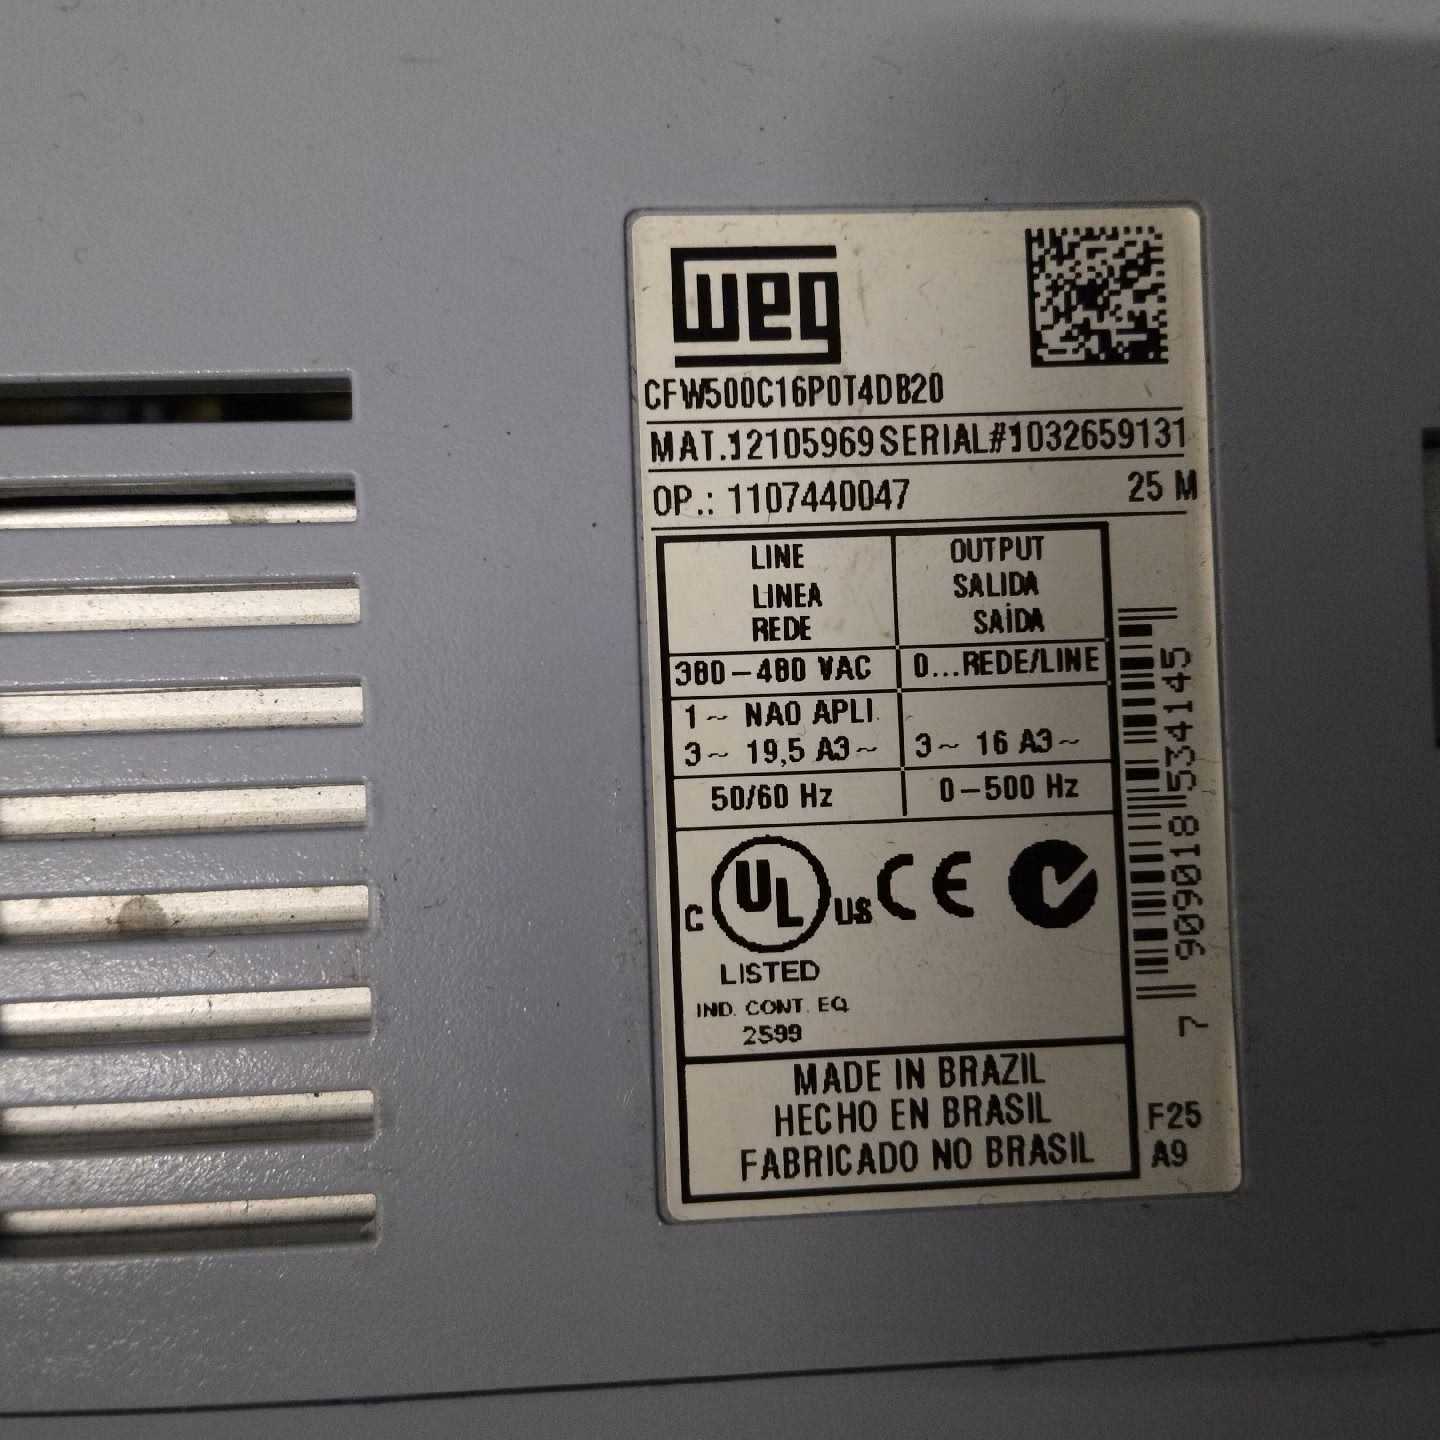 weg
CFW500C16P0T4DB20
MAT.12105969 SERIAL#1032659131
OP.: 1107440047 25 M
LINE
LINEA
REDE
OUTPUT
SALIDA
SAÍDA
380-480 VAC
0...REDE/LINE
1~ NAO APLI.
3~ 19,5 A3~
3~ 16 A3~
50/60 Hz
0-500 Hz
C UL US CE
LISTED
IND. CONT. EQ.
2S99
MADE IN BRAZIL
HECHO EN BRASIL
FABRICADO NO BRASIL
7 909018 534145
F25
A9